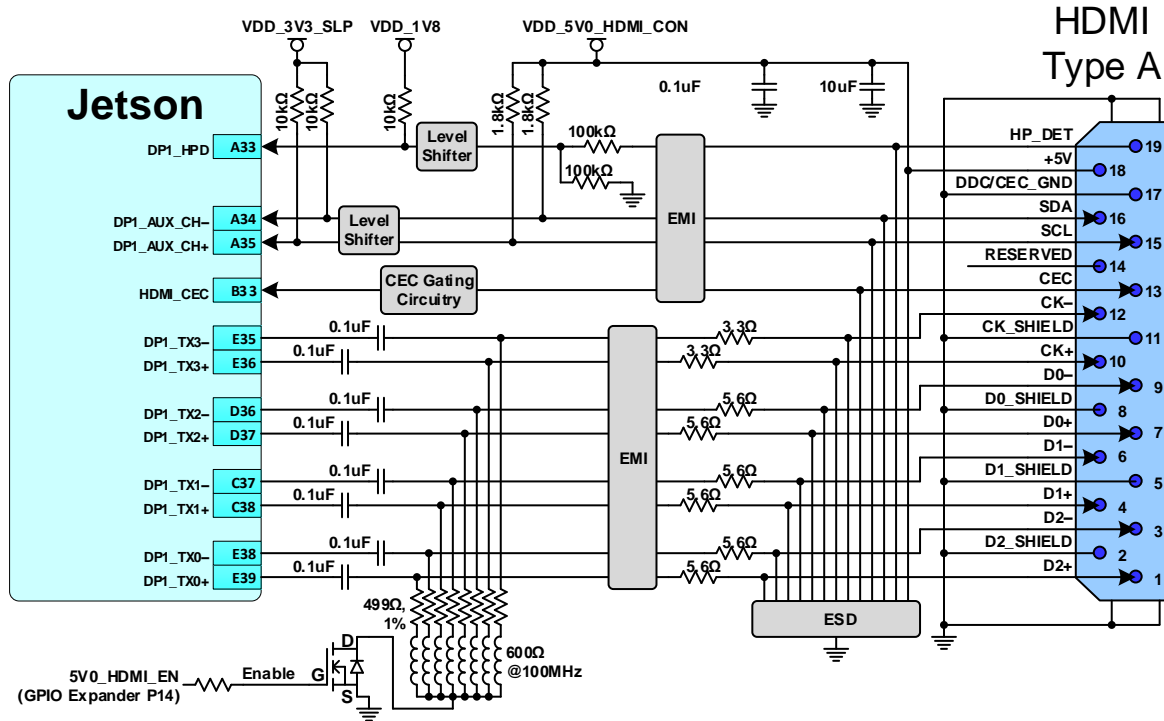 VDD_3V3_SLP
VDD_1V8
VDD_5V0_HDMI_CON
HDMI
Type A
Jetson
10kΩ
10kΩ
10kΩ
1.8kΩ
1.8kΩ
0.1uF
10uF
DP1_HPD
A33
Level
Shifter
100kΩ
100kΩ
HP_DET
19
+5V
18
DDC/CEC_GND
17
DP1_AUX_CH–
A34
DP1_AUX_CH+
A35
Level
Shifter
EMI
SDA
16
SCL
15
RESERVED
14
HDMI_CEC
B33
CEC Gating
Circuitry
CEC
13
CK–
12
DP1_TX3–
E35
0.1uF
3.3Ω
CK_SHIELD
11
DP1_TX3+
E36
0.1uF
3.3Ω
CK+
10
D0–
9
DP1_TX2–
D36
0.1uF
5.6Ω
D0_SHIELD
8
DP1_TX2+
D37
0.1uF
5.6Ω
D0+
7
EMI
D1–
6
DP1_TX1–
C37
0.1uF
5.6Ω
D1_SHIELD
5
DP1_TX1+
C38
0.1uF
5.6Ω
D1+
4
D2–
3
DP1_TX0–
E38
0.1uF
5.6Ω
D2_SHIELD
2
DP1_TX0+
E39
0.1uF
5.6Ω
D2+
1
499Ω,
1%
ESD
600Ω
@100MHz
D
G
S
5V0_HDMI_EN
(GPIO Expander P14)
Enable